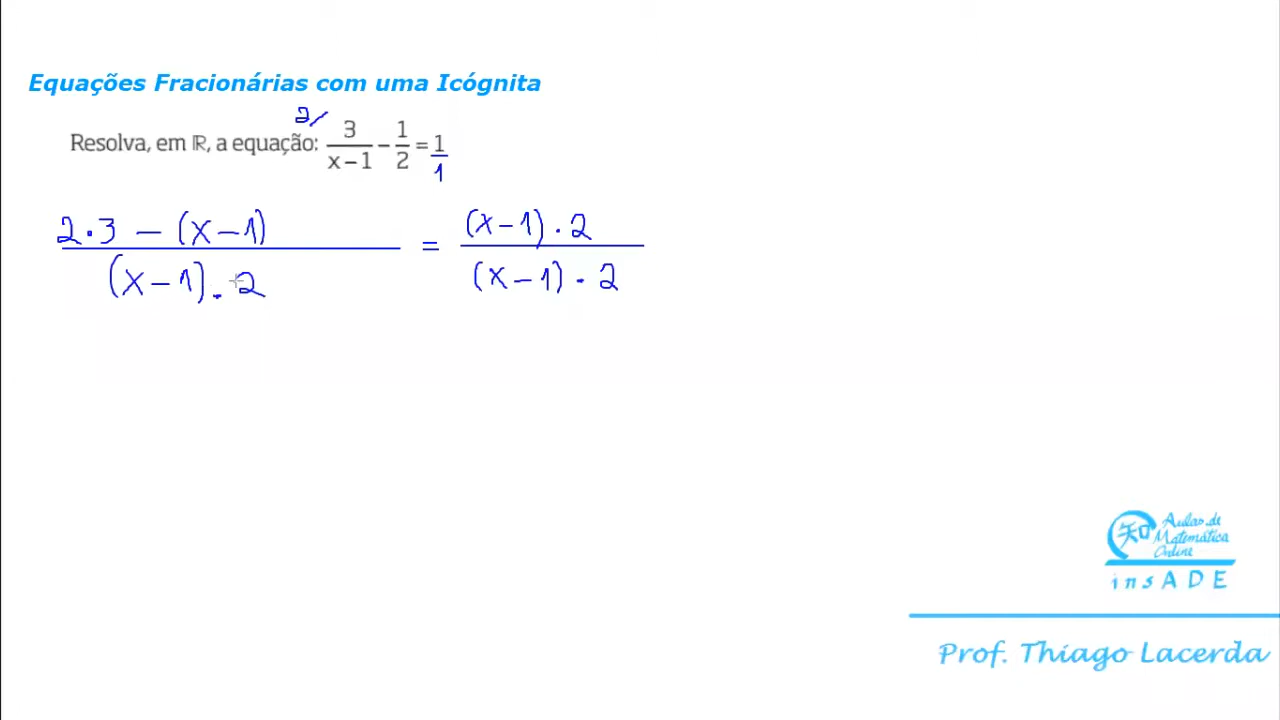 Equações Fracionárias com uma Icógnita
2/
Resolva, em ℝ, a equação: 3/(x – 1) – 1/2 = 1/1
2 · 3 – (x – 1) / (x – 1) · 2 = (x – 1) · 2 / (x – 1) · 2
知 Aulas de
Matemática
Online
insADE
Prof. Thiago Lacerda